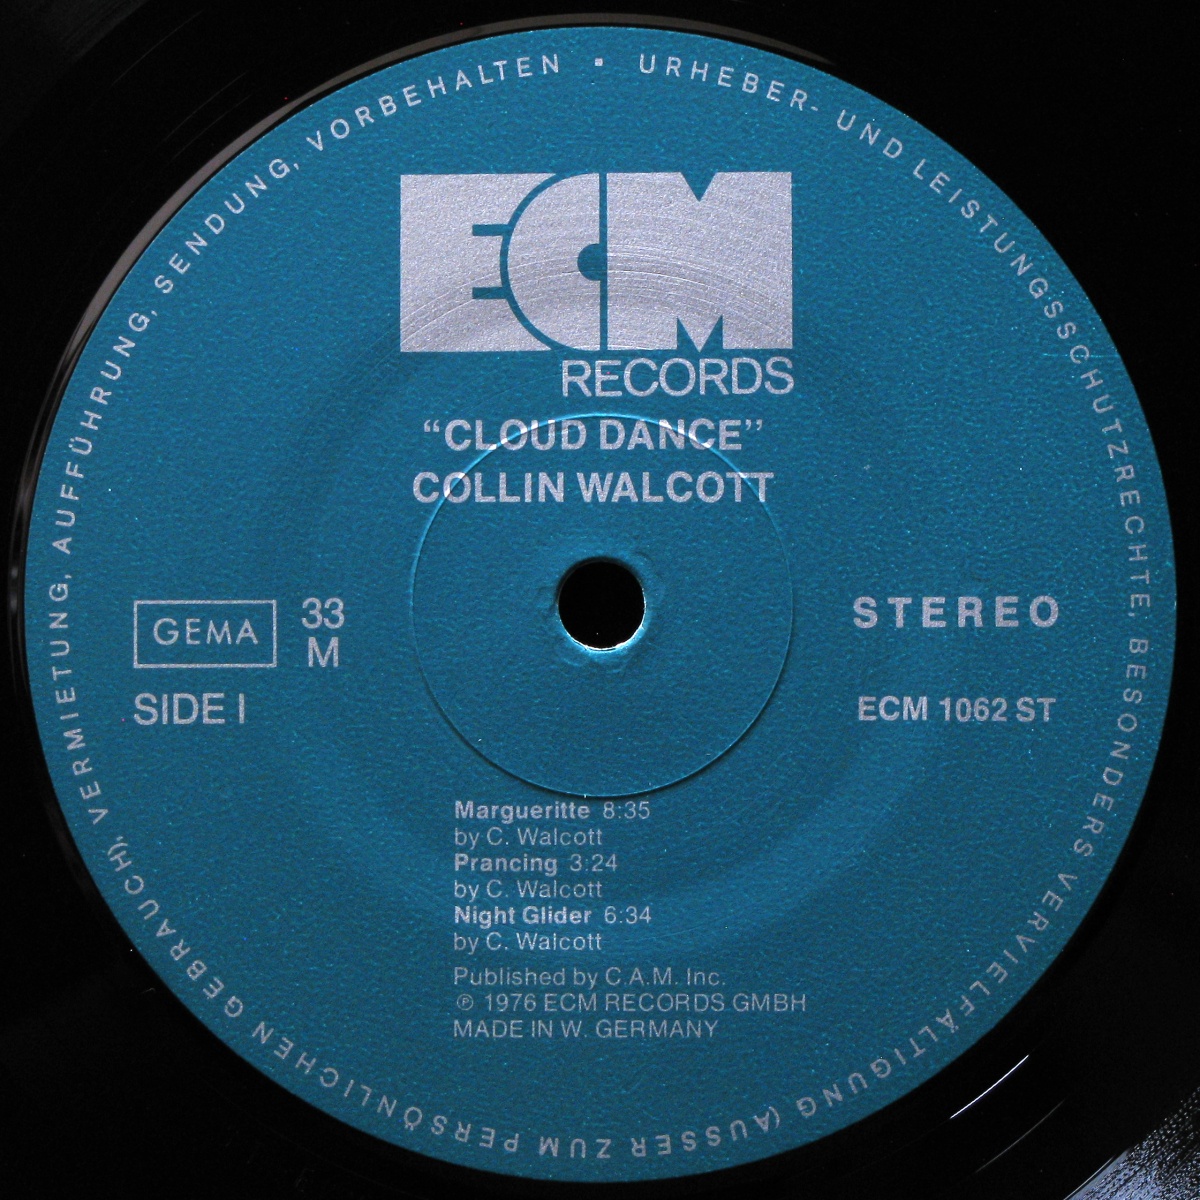 URHEBER- UND LEISTUNGSSCHUTZRECHTE, BESONDERS VERVIELFÄLTIGUNG (AUSSER ZUM PERSÖNLICHEN GEBRAUCH), VERMIETUNG, AUFFÜHRUNG, SENDUNG, VORBEHALTEN •
ECM
RECORDS
“CLOUD DANCE”
COLLIN WALCOTT
GEMA
33
M
SIDE I
STEREO
ECM 1062 ST
Margueritte 8:35
by C. Walcott
Prancing 3:24
by C. Walcott
Night Glider 6:34
by C. Walcott
Published by C.A.M. Inc.
℗ 1976 ECM RECORDS GMBH
MADE IN W. GERMANY